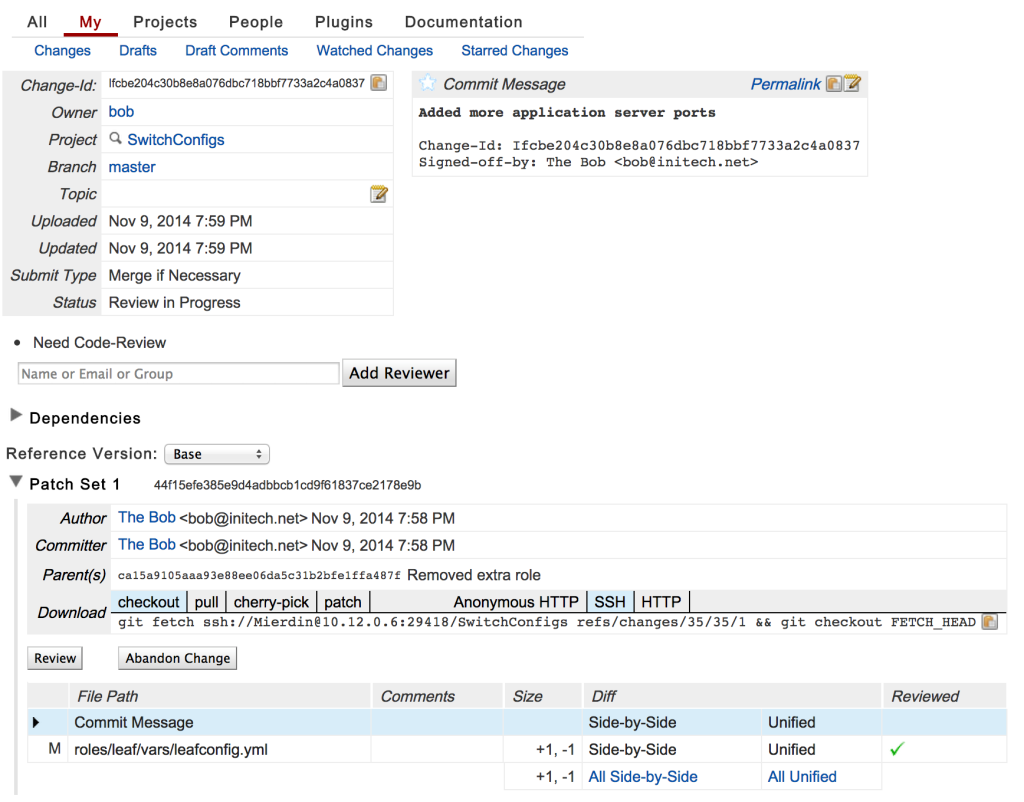 All My Projects People Plugins Documentation
Changes Drafts Draft Comments Watched Changes Starred Changes
Change-Id: Ifcbe204c30b8e8a076dbc718bbf7733a2c4a0837
Owner bob
Project SwitchConfigs
Branch master
Topic
Uploaded Nov 9, 2014 7:59 PM
Updated Nov 9, 2014 7:59 PM
Submit Type Merge if Necessary
Status Review in Progress
Commit Message Permalink
Added more application server ports
Change-Id: Ifcbe204c30b8e8a076dbc718bbf7733a2c4a0837
Signed-off-by: The Bob <bob@initech.net>
• Need Code-Review
Name or Email or Group Add Reviewer
Dependencies
Reference Version: Base
Patch Set 1 44f15efe385e9d4adbbcb1cd9f61837ce2178e9b
Author The Bob <bob@initech.net> Nov 9, 2014 7:58 PM
Committer The Bob <bob@initech.net> Nov 9, 2014 7:58 PM
Parent(s) ca15a9105aaa93e88ee06da5c31b2bfe1ffa487f Removed extra role
Download checkout pull cherry-pick patch Anonymous HTTP SSH HTTP
git fetch ssh://Mierdin@10.12.0.6:29418/SwitchConfigs refs/changes/35/35/1 && git checkout FETCH_HEAD
Review Abandon Change
File Path Comments Size Diff Reviewed
Commit Message Side-by-Side Unified
M roles/leaf/vars/leafconfig.yml +1, -1 Side-by-Side Unified
+1, -1 All Side-by-Side All Unified